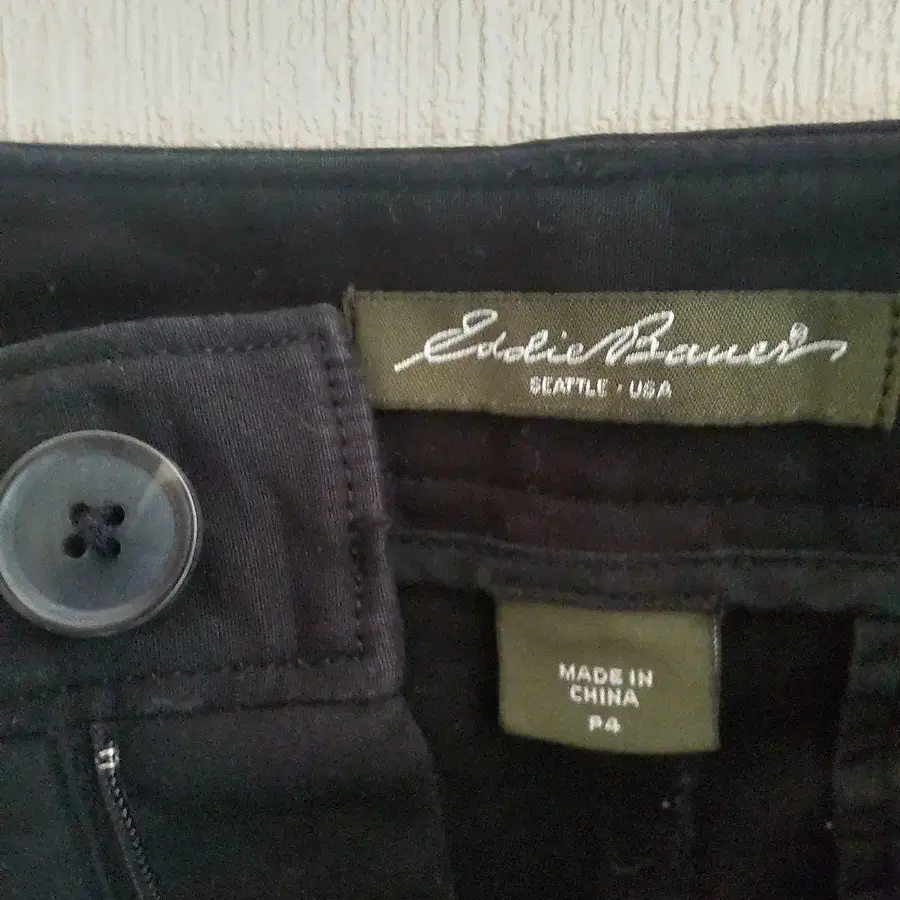 Eddie Bauer®
SEATTLE · USA
MADE IN
CHINA
P4